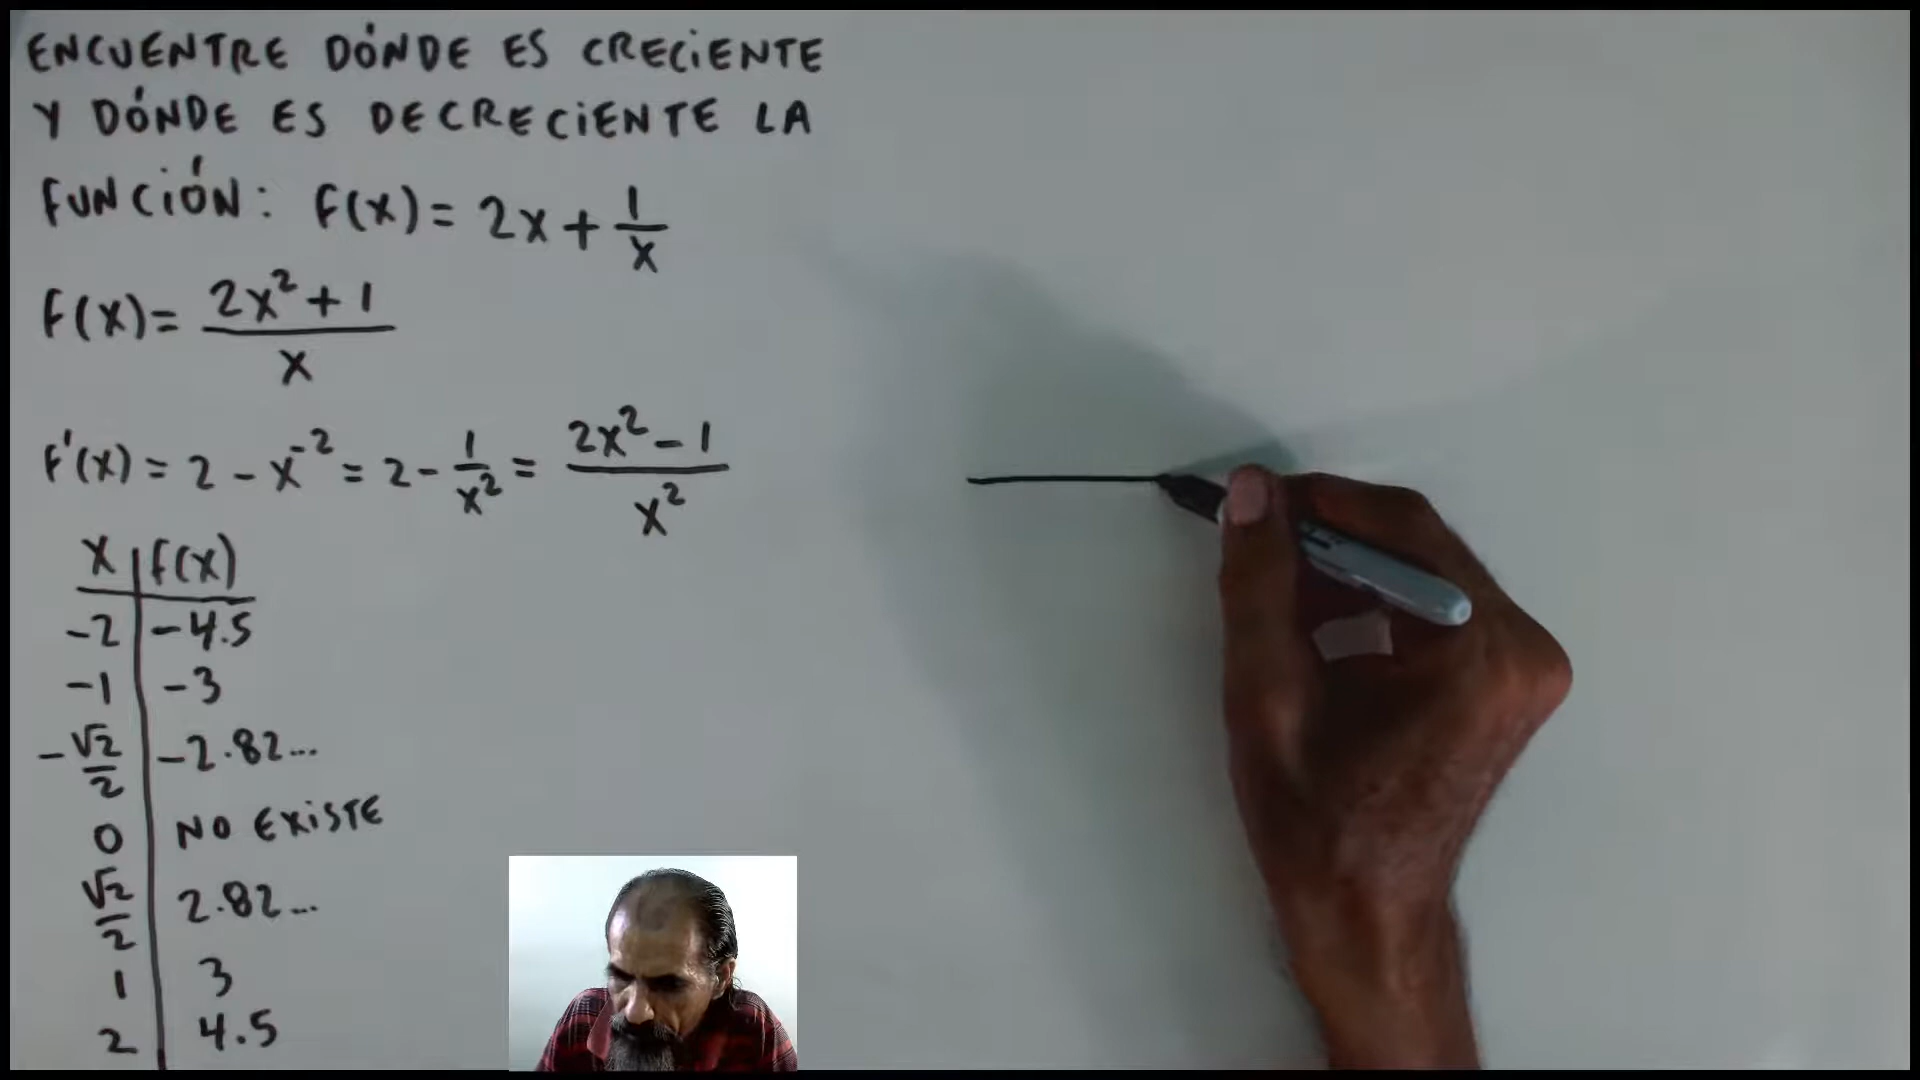 ENCUENTRE DÓNDE ES CRECiENTE
Y DÓNDE ES DECRECiENTE LA
FUNCiÓN: F(x) = 2x + 1/x
F(x) = (2x² + 1)/x
F'(x) = 2 - x⁻² = 2 - 1/x² = (2x² - 1)/x²
x | F(x)
-2 | -4.5
-1 | -3
-√2/2 | -2.82...
0 | NO EXiSTE
√2/2 | 2.82...
1 | 3
2 | 4.5